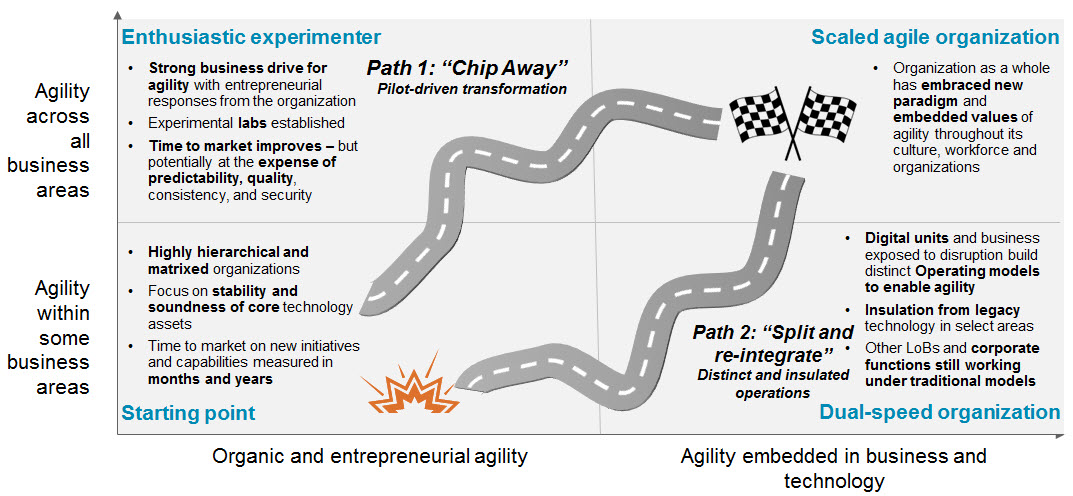 Enthusiastic experimenter
• Strong business drive for
agility with entrepreneurial
responses from the organization
• Experimental labs established
• Time to market improves – but
potentially at the expense of
predictability, quality,
consistency, and security
Path 1: “Chip Away”
Pilot-driven transformation
Scaled agile organization
• Organization as a whole
has embraced new
paradigm and
embedded values of
agility throughout its
culture, workforce and
organizations
Agility
across
all
business
areas
• Highly hierarchical and
matrixed organizations
• Focus on stability and
soundness of core technology
assets
• Time to market on new initiatives
and capabilities measured in
months and years
Starting point
• Digital units and business
exposed to disruption build
distinct Operating models
to enable agility
• Insulation from legacy
technology in select areas
• Other LoBs and corporate
functions still working
under traditional models
Path 2: “Split and
re-integrate”
Distinct and insulated
operations
Dual-speed organization
Agility
within
some
business
areas
Organic and entrepreneurial agility
Agility embedded in business and
technology